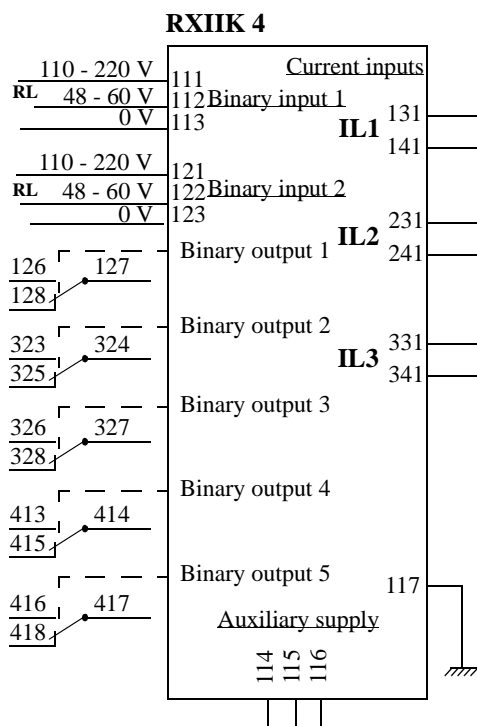 RXIIK 4
110 - 220 V 111 Current inputs
RL 48 - 60 V 112 Binary input 1
0 V 113
IL1 131
141
110 - 220 V 121
RL 48 - 60 V 122 Binary input 2
0 V 123
IL2 231
241
Binary output 1
126 127
128
Binary output 2
323 324
325
IL3 331
341
Binary output 3
326 327
328
Binary output 4
413 414
415
Binary output 5
416 417
418
117
Auxiliary supply
114 115 116